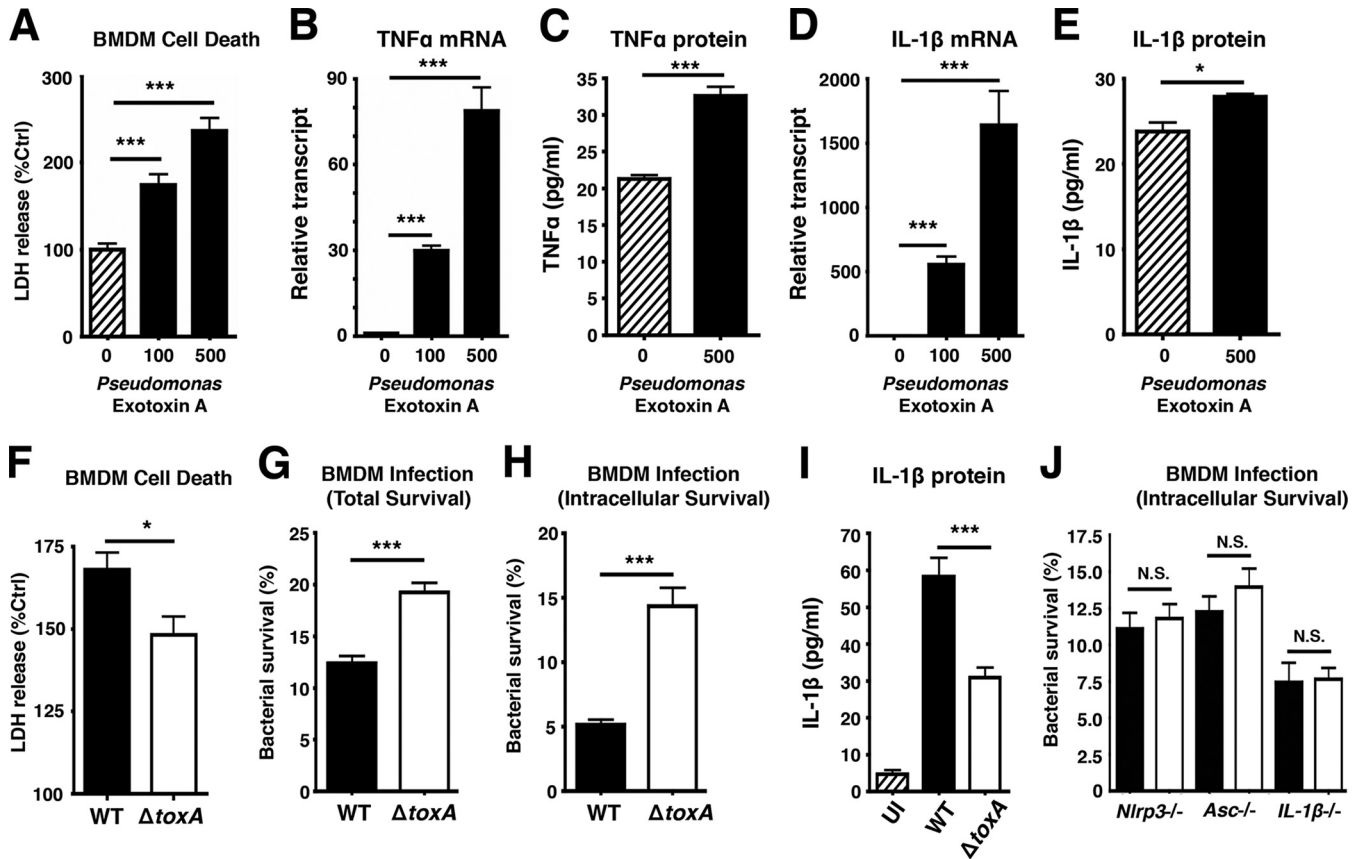 A
BMDM Cell Death
LDH release (%Ctrl)
300
200
100
0
***
***
0 100 500
Pseudomonas
Exotoxin A
B
TNFα mRNA
Relative transcript
90
60
30
0
***
***
0 100 500
Pseudomonas
Exotoxin A
C
TNFα protein
TNFα (pg/ml)
35
30
25
20
15
10
5
0
***
0 500
Pseudomonas
Exotoxin A
D
IL-1β mRNA
Relative transcript
2000
1500
1000
500
0
***
***
0 100 500
Pseudomonas
Exotoxin A
E
IL-1β protein
IL-1β (pg/ml)
30
20
10
0
*
0 500
Pseudomonas
Exotoxin A
F
BMDM Cell Death
LDH release (%Ctrl)
175
150
125
100
*
WT ΔtoxA
G
BMDM Infection
(Total Survival)
Bacterial survival (%)
25
20
15
10
5
0
***
WT ΔtoxA
H
BMDM Infection
(Intracellular Survival)
Bacterial survival (%)
20
15
10
5
0
***
WT ΔtoxA
I
IL-1β protein
IL-1β (pg/ml)
70
60
50
40
30
20
10
0
***
UI WT ΔtoxA
J
BMDM Infection
(Intracellular Survival)
Bacterial survival (%)
17.5
15.0
12.5
10.0
7.5
5.0
2.5
0
N.S.
N.S.
N.S.
Nlrp3-/- Asc-/- IL-1β-/-